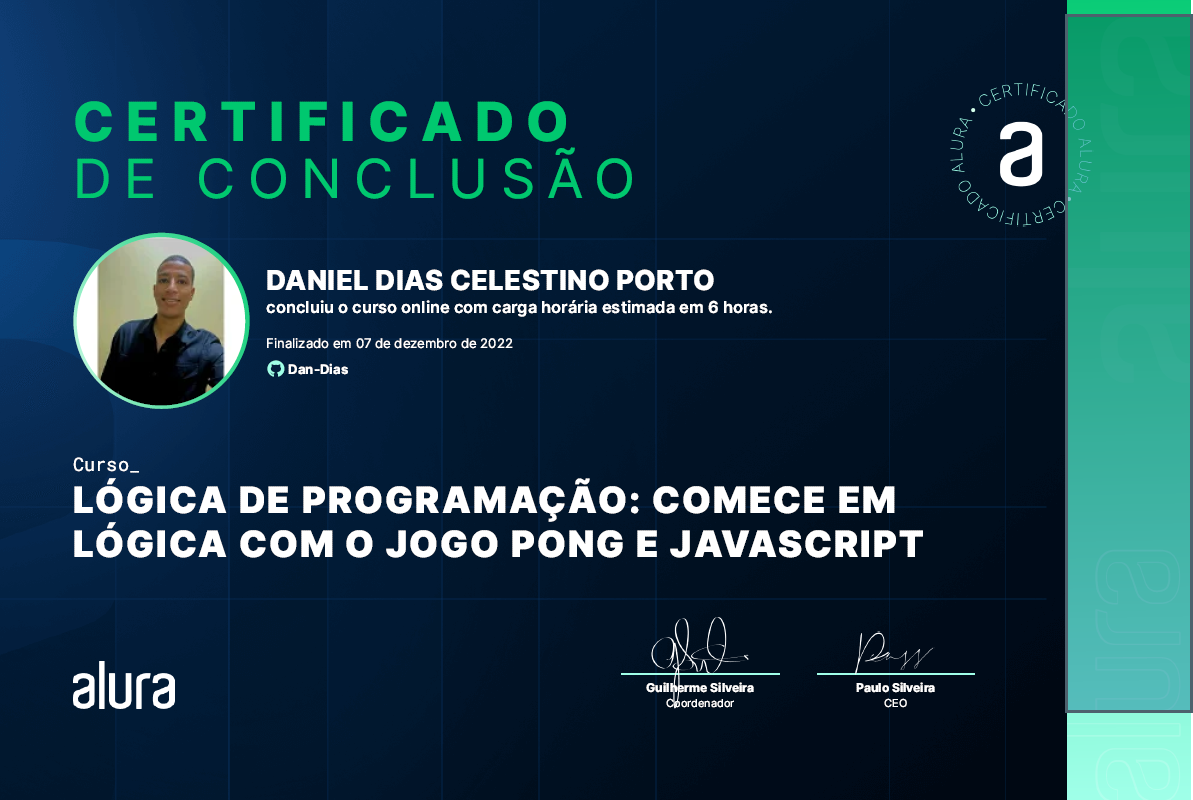 CERTIFICADO
DE CONCLUSÃO
CERTIFICADO ALURA • CERTIFICADO ALURA •
a
DANIEL DIAS CELESTINO PORTO
concluiu o curso online com carga horária estimada em 6 horas.
Finalizado em 07 de dezembro de 2022
Dan-Dias
Curso_
LÓGICA DE PROGRAMAÇÃO: COMECE EM
LÓGICA COM O JOGO PONG E JAVASCRIPT
alura
Guilherme Silveira
Coordenador
Paulo Silveira
CEO
alura